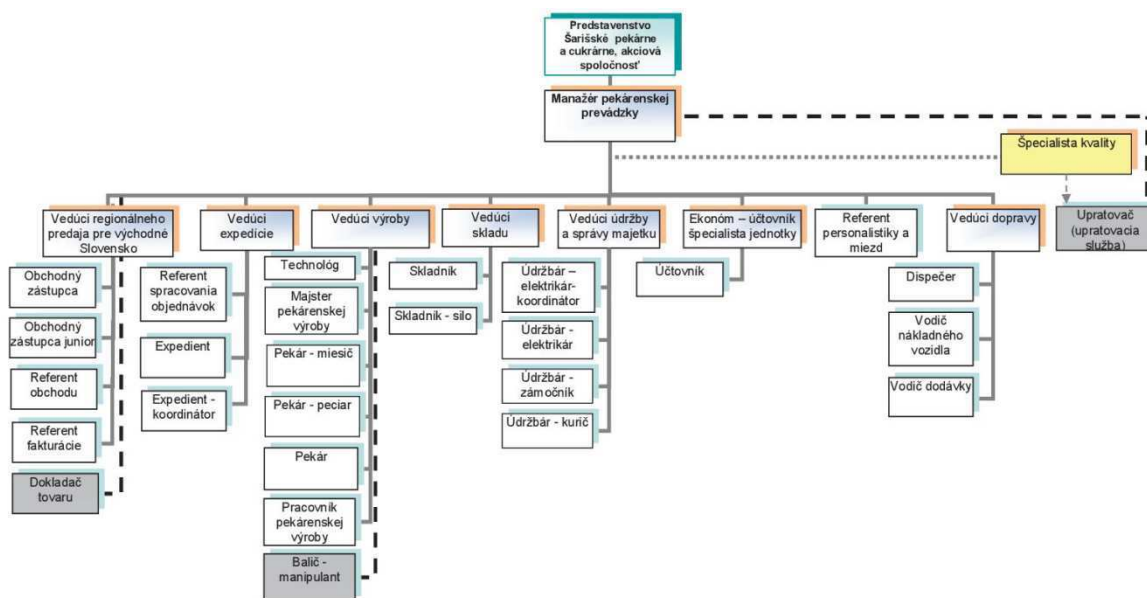 Predstavenstvo
Šarišské pekárne
a cukrárne, akciová
spoločnosť
Manažér pekárenskej
prevádzky
Špecialista kvality
Vedúci regionálneho
predaja pre východné
Slovensko
Vedúci
expedície
Vedúci výroby
Vedúci
skladu
Vedúci údržby
a správy majetku
Ekonóm – účtovník
špecialista jednotky
Referent
personalistiky a
miezd
Vedúci dopravy
Upratovač
(upratovacia
služba)
Obchodný
zástupca
Obchodný
zástupca junior
Referent
obchodu
Referent
fakturácie
Dokladač
tovaru
Referent
spracovania
objednávok
Expedient
Expedient -
koordinátor
Technológ
Majster
pekárenskej
výroby
Pekár - miesič
Pekár - peciar
Pekár
Pracovník
pekárenskej
výroby
Balič -
manipulant
Skladník
Skladník - silo
Údržbár –
elektrikár-
koordinátor
Údržbár -
elektrikár
Údržbár -
zámočník
Údržbár - kurič
Účtovník
Dispečer
Vodič
nákladného
vozidla
Vodič dodávky